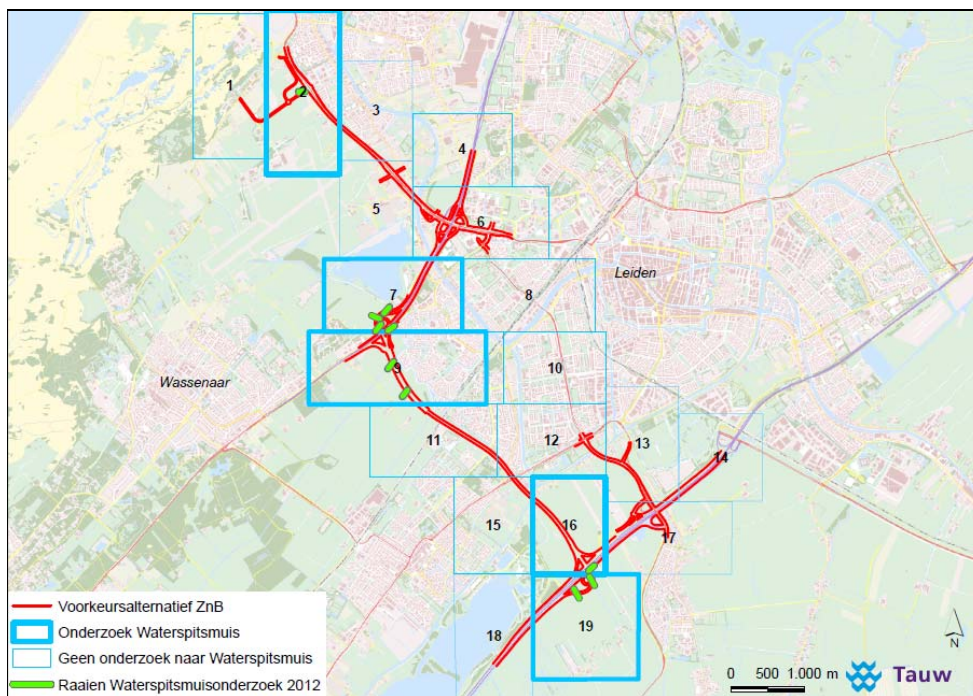 1
2
3
4
5
6
7
8
Leiden
9
Wassenaar
10
11
12
13
14
15
16
17
18
19
Voorkeursalternatief ZnB
Onderzoek Waterspitsmuis
Geen onderzoek naar Waterspitsmuis
Raaien Waterspitsmuisonderzoek 2012
N
0 500 1.000 m
Tauw